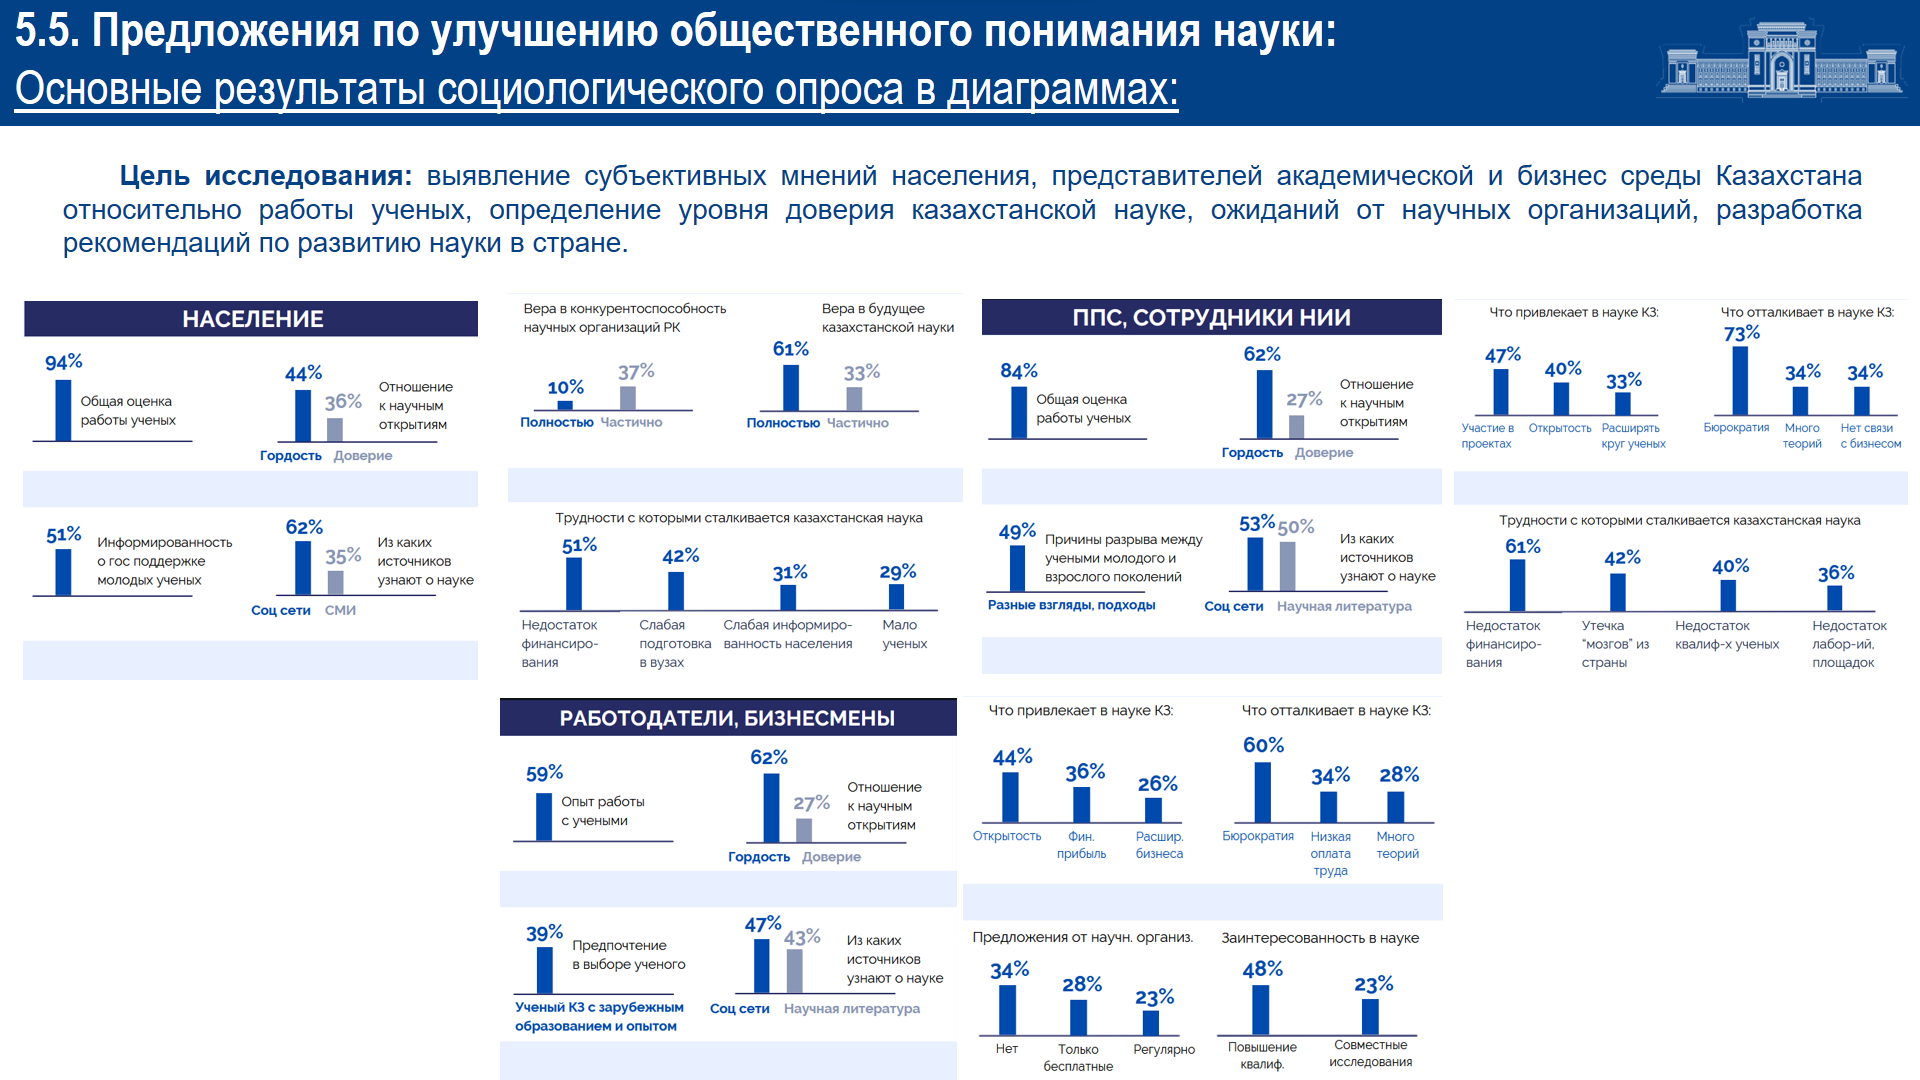 5.5. Предложения по улучшению общественного понимания науки:
Основные результаты социологического опроса в диаграммах:
Цель исследования: выявление субъективных мнений населения, представителей академической и бизнес среды Казахстана
относительно работы ученых, определение уровня доверия казахстанской науке, ожиданий от научных организаций, разработка
рекомендаций по развитию науки в стране.
НАСЕЛЕНИЕ
94%
Общая оценка
работы ученых
44%
36%
Отношение
к научным
открытиям
Гордость Доверие
51%
Информированность
о гос поддержке
молодых ученых
62%
35%
Из каких
источников
узнают о науке
Соц сети СМИ
Вера в конкурентоспособность
научных организаций РК
10%
37%
Полностью Частично
Вера в будущее
казахстанской науки
61%
33%
Полностью Частично
Трудности с которыми сталкивается казахстанская наука
51%
42%
31%
29%
Недостаток
финансиро-
вания
Слабая
подготовка
в вузах
Слабая информиро-
ванность населения
Мало
ученых
ППС, СОТРУДНИКИ НИИ
84%
Общая оценка
работы ученых
62%
27%
Отношение
к научным
открытиям
Гордость Доверие
49%
Причины разрыва между
учеными молодого и
взрослого поколений
Разные взгляды, подходы
53%
50%
Из каких
источников
узнают о науке
Соц сети Научная литература
Что привлекает в науке КЗ:
47%
40%
33%
Участие в
проектах
Открытость
Расширять
круг ученых
Что отталкивает в науке КЗ:
73%
34%
34%
Бюрократия
Много
теорий
Нет связи
с бизнесом
Трудности с которыми сталкивается казахстанская наука
61%
42%
40%
36%
Недостаток
финансиро-
вания
Утечка
“мозгов” из
страны
Недостаток
квалиф-х ученых
Недостаток
лабор-ий,
площадок
РАБОТОДАТЕЛИ, БИЗНЕСМЕНЫ
59%
Опыт работы
с учеными
62%
27%
Отношение
к научным
открытиям
Гордость Доверие
39%
Предпочтение
в выборе ученого
Ученый КЗ с зарубежным
образованием и опытом
47%
43%
Из каких
источников
узнают о науке
Соц сети Научная литература
Что привлекает в науке КЗ:
44%
36%
26%
Открытость
Фин.
прибыль
Расшир.
бизнеса
Что отталкивает в науке КЗ:
60%
34%
28%
Бюрократия
Низкая
оплата
труда
Много
теорий
Предложения от научн. организ.
34%
28%
23%
Нет
Только
бесплатные
Регулярно
Заинтересованность в науке
48%
23%
Повышение
квалиф.
Совместные
исследования